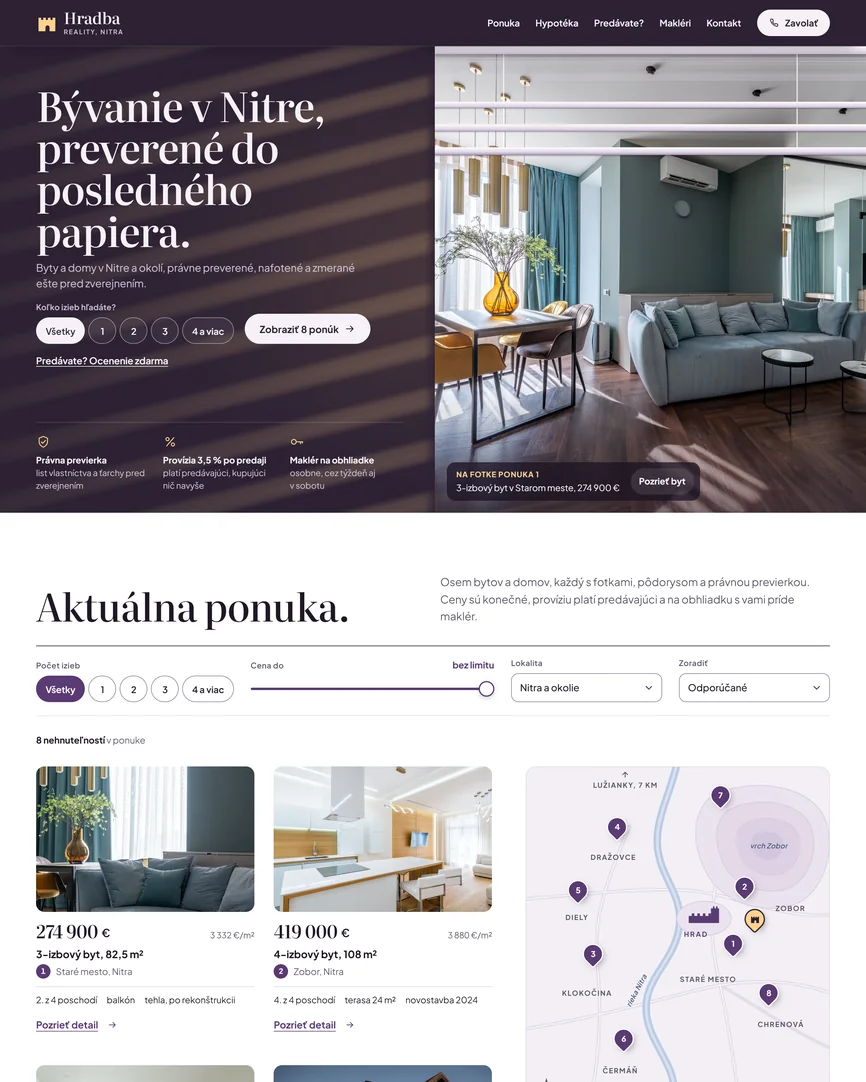 Hradba
REALITY, NITRA
Ponuka
Hypotéka
Predávate?
Makléri
Kontakt
Zavolať
Bývanie v Nitre,
preverené do
posledného
papiera.
Byty a domy v Nitre a okolí, právne preverené, nafotené a zmerané
ešte pred zverejnením.
Koľko izieb hľadáte?
Všetky
1
2
3
4 a viac
Zobraziť 8 ponúk
Predávate? Ocenenie zdarma
Právna previerka
list vlastníctva a ťarchy pred
zverejnením
Provízia 3,5 % po predaji
platí predávajúci, kupujúci
nič navyše
Maklér na obhliadke
osobne, cez týždeň aj
v sobotu
NA FOTKE PONUKA 1
3-izbový byt v Starom meste, 274 900 €
Pozrieť byt
Aktuálna ponuka.
Osem bytov a domov, každý s fotkami, pôdorysom a právnou previerkou.
Ceny sú konečné, províziu platí predávajúci a na obhliadku s vami príde
maklér.
Počet izieb
Všetky
1
2
3
4 a viac
Cena do
bez limitu
Lokalita
Nitra a okolie
Zoradiť
Odporúčané
8 nehnuteľností v ponuke
274 900 €
3 332 €/m²
3-izbový byt, 82,5 m²
1
Staré mesto, Nitra
2. z 4 poschodí
balkón
tehla, po rekonštrukcii
Pozrieť detail
419 000 €
3 880 €/m²
4-izbový byt, 108 m²
2
Zobor, Nitra
4. z 4 poschodí
terasa 24 m²
novostavba 2024
Pozrieť detail
LUŽIANKY, 7 KM
7
4
vrch Zobor
DRAŽOVCE
5
2
DIELY
ZOBOR
HRAD
1
3
STARÉ MESTO
KLOKOČINA
rieka Nitra
8
CHRENOVÁ
6
ČERMÁŇ